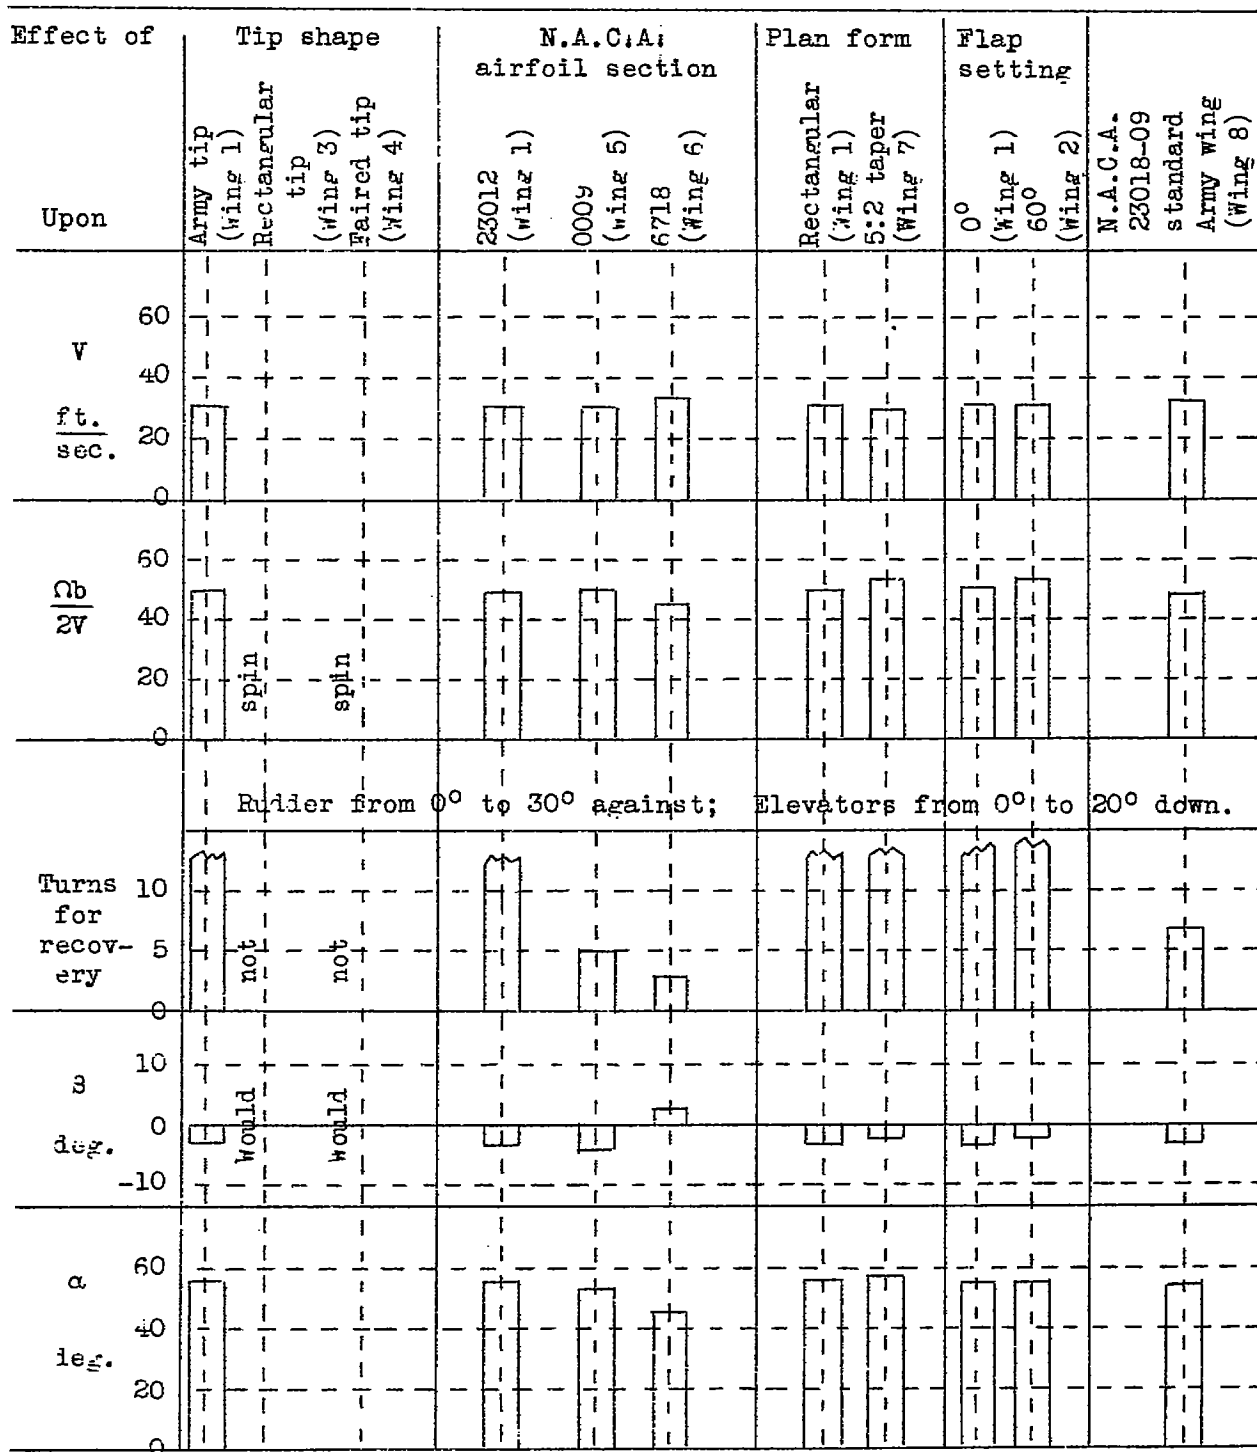 Effect of
Tip shape
N.A.C.A.
airfoil section
Plan form
Flap
setting
Upon
Army tip
(Wing 1)
Rectangular
tip
(Wing 3)
Faired tip
(Wing 4)
23012
(Wing 1)
0009
(Wing 5)
6718
(Wing 6)
Rectangular
(Wing 1)
5:2 taper
(Wing 7)
0°
(Wing 1)
60°
(Wing 2)
N.A.C.A.
23018-09
standard
Army wing
(Wing 8)
V
ft.
sec.
60
40
20
0
Ωb
2V
60
40
20
0
Would not spin
Would not spin
Rudder from 0° to 30° against; Elevators from 0° to 20° down.
Turns
for
recov-
ery
10
5
0
β
deg.
10
0
-10
α
deg.
60
40
20
0